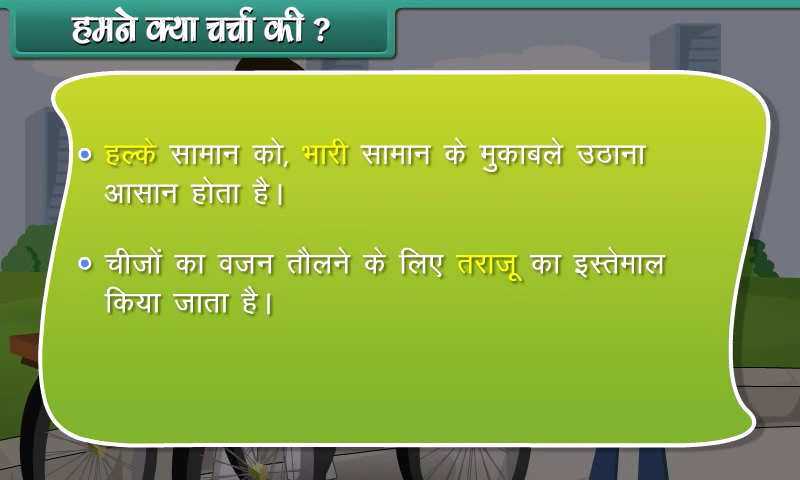 हमने क्या चर्चा की ?
हल्के सामान को, भारी सामान के मुकाबले उठाना
आसान होता है।
चीजों का वजन तौलने के लिए तराजू का इस्तेमाल
किया जाता है।